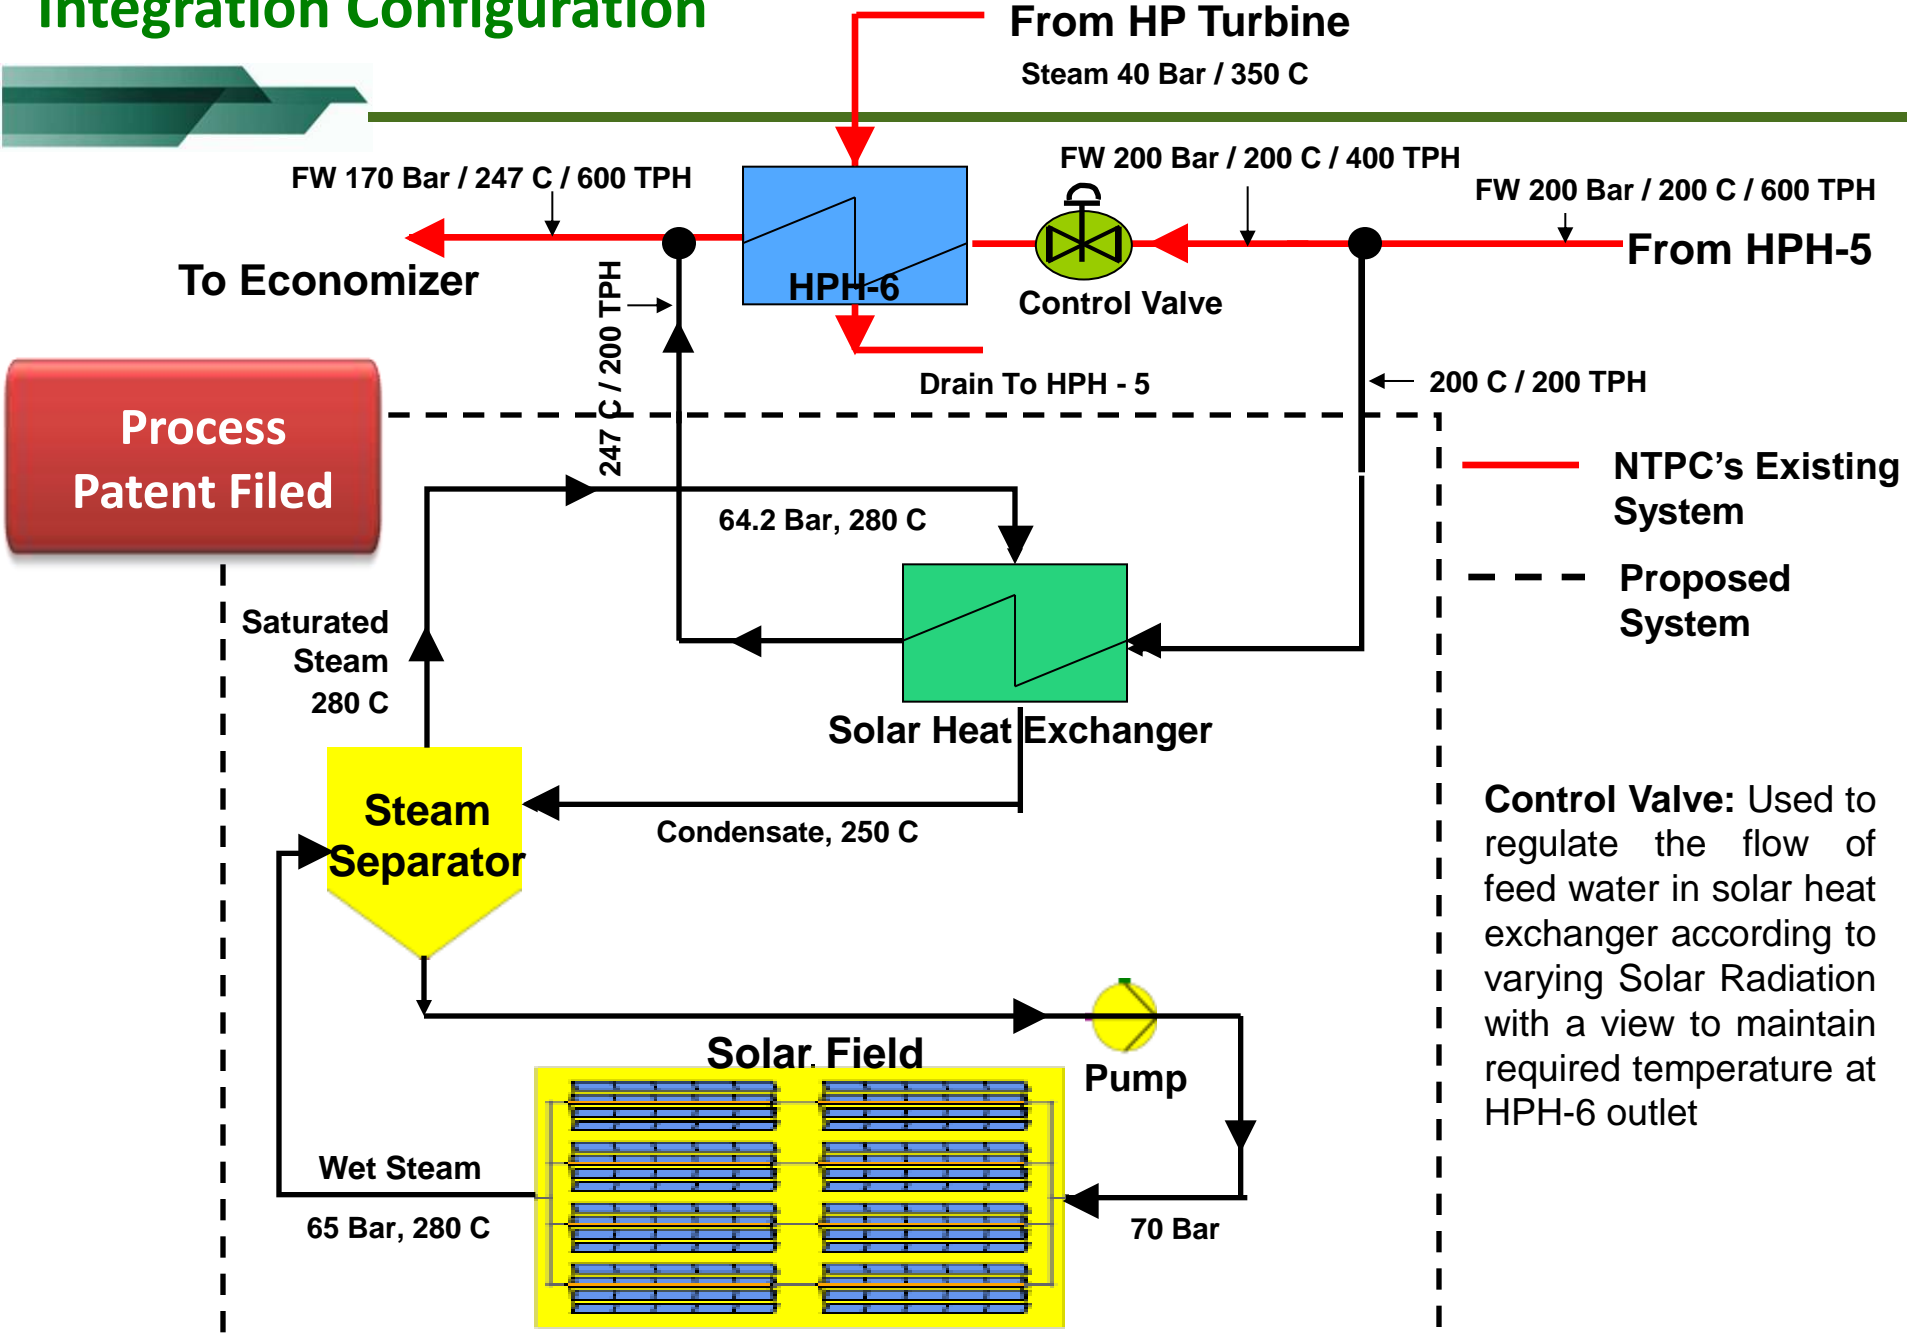 Integration Configuration
From HP Turbine
Steam 40 Bar / 350 C
FW 170 Bar / 247 C / 600 TPH
FW 200 Bar / 200 C / 400 TPH
FW 200 Bar / 200 C / 600 TPH
From HPH-5
To Economizer
HPH-6
Control Valve
247 C / 200 TPH
Drain To HPH - 5
200 C / 200 TPH
Process
Patent Filed
NTPC’s Existing
System
Proposed
System
64.2 Bar, 280 C
Saturated
Steam
280 C
Solar Heat Exchanger
Steam
Separator
Condensate, 250 C
Control Valve: Used to
regulate the flow of
feed water in solar heat
exchanger according to
varying Solar Radiation
with a view to maintain
required temperature at
HPH-6 outlet
Solar Field
Pump
Wet Steam
65 Bar, 280 C
70 Bar